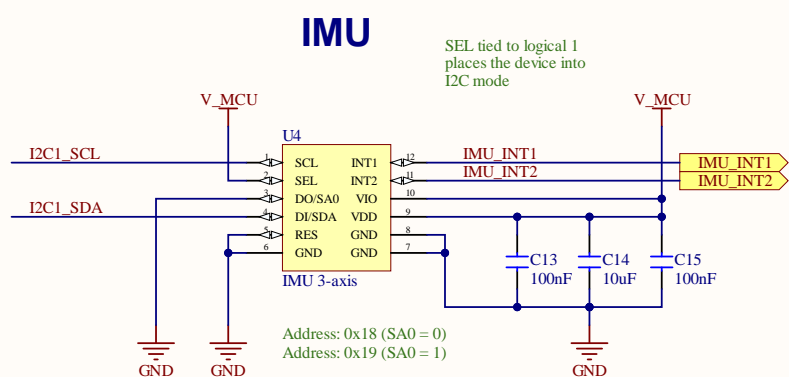 IMU
SEL tied to logical 1
places the device into
I2C mode
V_MCU
V_MCU
U4
I2C1_SCL
1
SCL
INT1
12
IMU_INT1
IMU_INT1
2
SEL
INT2
11
IMU_INT2
IMU_INT2
3
DO/SA0
VIO
10
I2C1_SDA
4
DI/SDA
VDD
9
5
RES
GND
8
6
GND
GND
7
IMU 3-axis
C13
100nF
C14
10uF
C15
100nF
Address: 0x18 (SA0 = 0)
Address: 0x19 (SA0 = 1)
GND
GND
GND